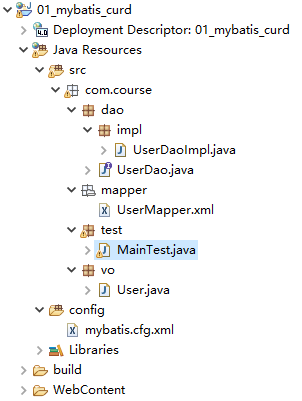 01_mybatis_curd
Deployment Descriptor: 01_mybatis_curd
Java Resources
src
com.course
dao
impl
UserDaoImpl.java
UserDao.java
mapper
UserMapper.xml
test
MainTest.java
vo
User.java
config
mybatis.cfg.xml
Libraries
build
WebContent